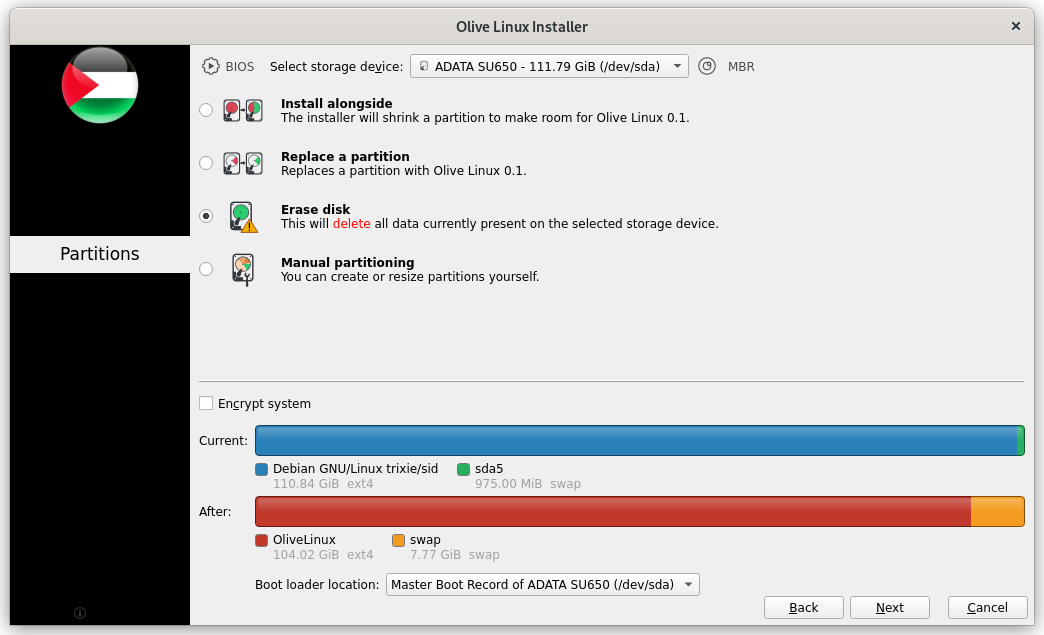 Olive Linux Installer
BIOS Select storage device: ADATA SU650 - 111.79 GiB (/dev/sda) MBR
Install alongside
The installer will shrink a partition to make room for Olive Linux 0.1.
Replace a partition
Replaces a partition with Olive Linux 0.1.
Erase disk
This will delete all data currently present on the selected storage device.
Partitions
Manual partitioning
You can create or resize partitions yourself.
Encrypt system
Current:
Debian GNU/Linux trixie/sid sda5
110.84 GiB ext4 975.00 MiB swap
After:
OliveLinux swap
104.02 GiB ext4 7.77 GiB swap
Boot loader location: Master Boot Record of ADATA SU650 (/dev/sda)
Back Next Cancel